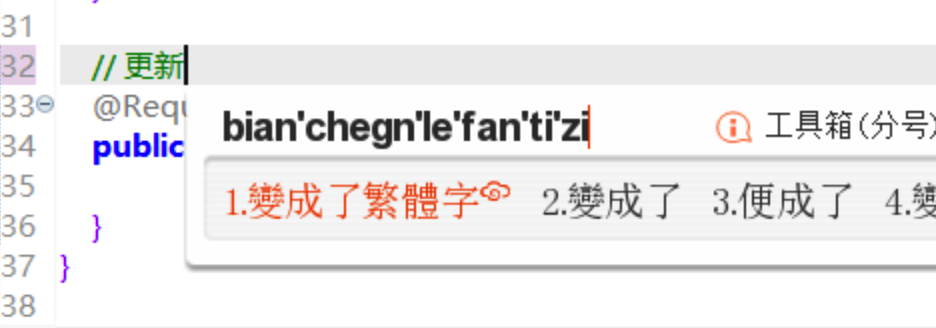 31
32 // 更新
33 @Requ
34 public
bian'chegn'le'fan'ti'zi 工具箱(分号)
35
1.變成了繁體字 2.變成了 3.便成了 4.變
36 }
37 }
38